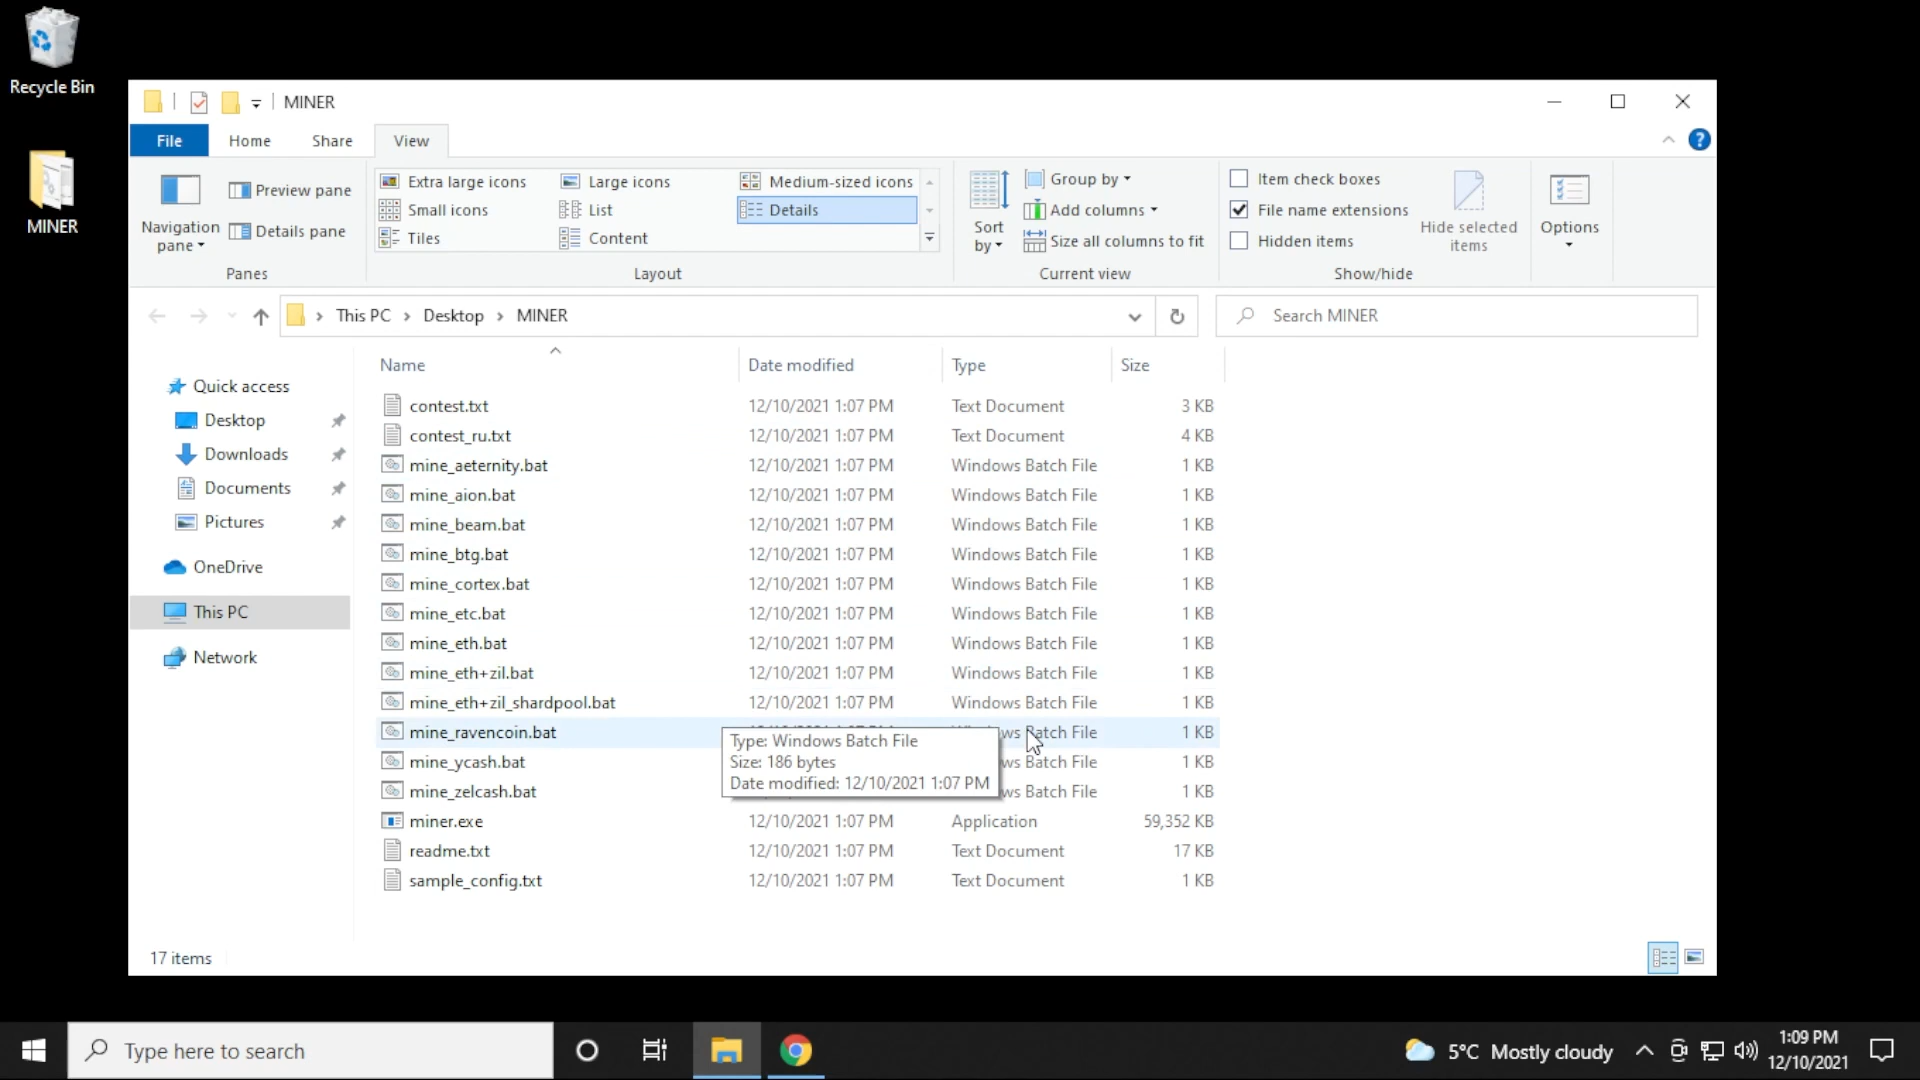 Recycle Bin
MINER
MINER
File Home Share View
Navigation pane
Preview pane
Details pane
Panes
Extra large icons Large icons Medium-sized icons
Small icons List Details
Tiles Content
Layout
Sort by
Group by
Add columns
Size all columns to fit
Current view
Item check boxes
File name extensions
Hidden items
Hide selected items
Show/hide
Options
This PC > Desktop > MINER
Search MINER
Quick access
Desktop
Downloads
Documents
Pictures
OneDrive
This PC
Network
Name Date modified Type Size
contest.txt 12/10/2021 1:07 PM Text Document 3 KB
contest_ru.txt 12/10/2021 1:07 PM Text Document 4 KB
mine_aeternity.bat 12/10/2021 1:07 PM Windows Batch File 1 KB
mine_aion.bat 12/10/2021 1:07 PM Windows Batch File 1 KB
mine_beam.bat 12/10/2021 1:07 PM Windows Batch File 1 KB
mine_btg.bat 12/10/2021 1:07 PM Windows Batch File 1 KB
mine_cortex.bat 12/10/2021 1:07 PM Windows Batch File 1 KB
mine_etc.bat 12/10/2021 1:07 PM Windows Batch File 1 KB
mine_eth.bat 12/10/2021 1:07 PM Windows Batch File 1 KB
mine_eth+zil.bat 12/10/2021 1:07 PM Windows Batch File 1 KB
mine_eth+zil_shardpool.bat 12/10/2021 1:07 PM Windows Batch File 1 KB
mine_ravencoin.bat ws Batch File 1 KB
mine_ycash.bat ws Batch File 1 KB
mine_zelcash.bat ws Batch File 1 KB
Type: Windows Batch File
Size: 186 bytes
Date modified: 12/10/2021 1:07 PM
miner.exe 12/10/2021 1:07 PM Application 59,352 KB
readme.txt 12/10/2021 1:07 PM Text Document 17 KB
sample_config.txt 12/10/2021 1:07 PM Text Document 1 KB
17 items
Type here to search
5°C Mostly cloudy
1:09 PM
12/10/2021